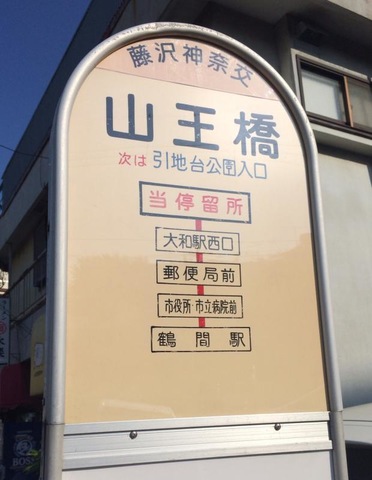 藤沢神奈交
山王橋
次は 引地台公園入口
当停留所
大和駅西口
郵便局前
市役所・市立病院前
鶴間駅
BOSS